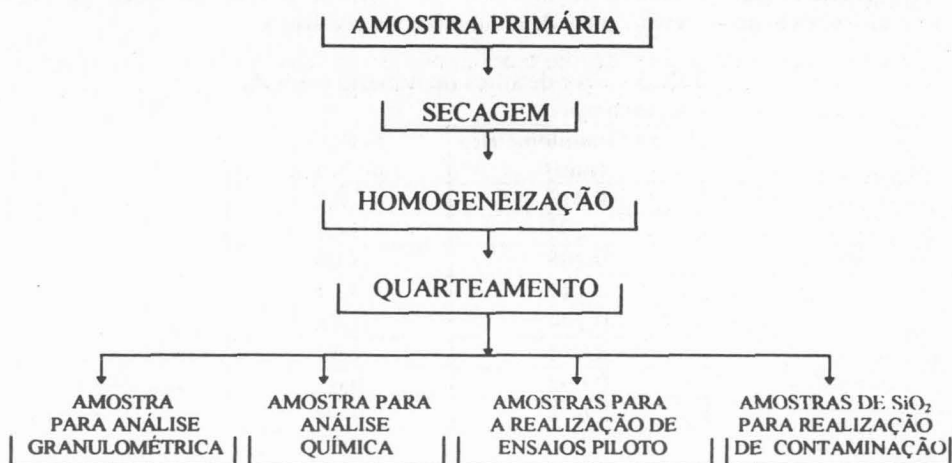 AMOSTRA PRIMÁRIA
SECAGEM
HOMOGENEIZAÇÃO
QUARTEAMENTO
AMOSTRA
PARA ANÁLISE
GRANULOMÉTRICA
AMOSTRA PARA
ANÁLISE
QUÍMICA
AMOSTRAS PARA
A REALIZAÇÃO DE
ENSAIOS PILOTO
AMOSTRAS DE SiO₂
PARA REALIZAÇÃO
DE CONTAMINAÇÃO